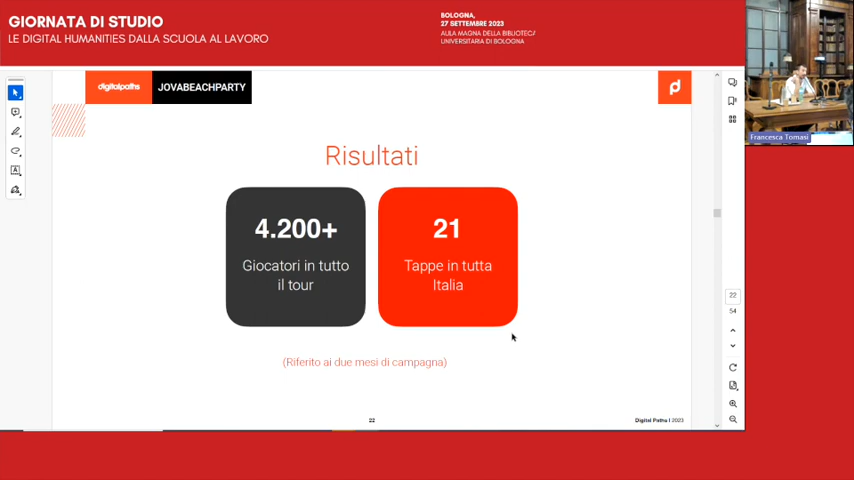 GIORNATA DI STUDIO
LE DIGITAL HUMANITIES DALLA SCUOLA AL LAVORO
BOLOGNA,
27 SETTEMBRE 2023
AULA MAGNA DELLA BIBLIOTECA
UNIVERSITARIA DI BOLOGNA
digitalpaths
JOVABEACHPARTY
Risultati
4.200+
Giocatori in tutto
il tour
21
Tappe in tutta
Italia
(Riferito ai due mesi di campagna)
22
Digital Paths | 2023
22
54
Francesca Tomasi